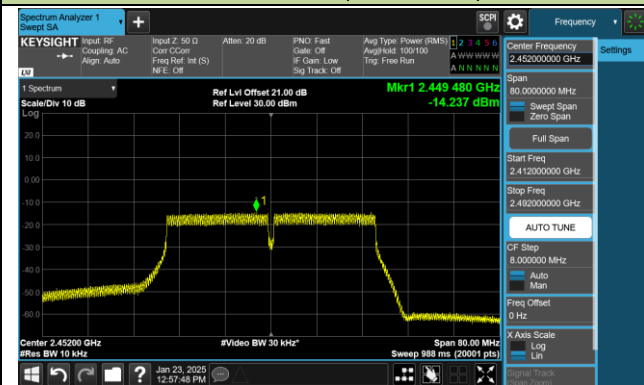 Spectrum Analyzer 1
Swept SA
SCPI
Frequency
KEYSIGHT
Input: RF
Coupling: AC
Align: Auto
Input Z: 50 Ω
Corr CCorr
Freq Ref: Int (S)
NFE: Off
Atten: 20 dB
PNO: Fast
Gate: Off
IF Gain: Low
Sig Track: Off
Avg Type: Power (RMS)
Avg|Hold: 100/100
Trig: Free Run
1 2 3 4 5 6
A W W W W W
A N N N N N
LXI
1 Spectrum
Scale/Div 10 dB
Ref Lvl Offset 21.00 dB
Ref Level 30.00 dBm
Mkr1 2.449 480 GHz
-14.237 dBm
Log
20.0
10.0
0.00
-10.0
-20.0
-30.0
-40.0
-50.0
-60.0
1
Center 2.45200 GHz
#Res BW 10 kHz
#Video BW 30 kHz*
Span 80.00 MHz
Sweep 988 ms (20001 pts)
Jan 23, 2025
12:57:48 PM
Center Frequency
2.452000000 GHz
Settings
Span
80.0000000 MHz
Swept Span
Zero Span
Full Span
Start Freq
2.412000000 GHz
Stop Freq
2.492000000 GHz
AUTO TUNE
CF Step
8.000000 MHz
Auto
Man
Freq Offset
0 Hz
X Axis Scale
Log
Lin
Signal Track
(Span Zoom)